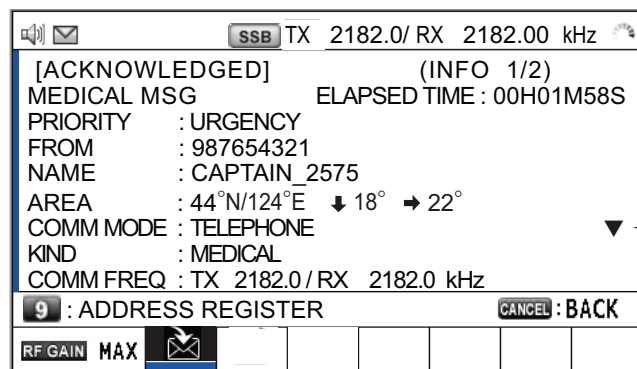 SSB TX 2182.0/ RX 2182.00 kHz
[ACKNOWLEDGED] (INFO 1/2)
MEDICAL MSG ELAPSED TIME : 00H01M58S
PRIORITY : URGENCY
FROM : 987654321
NAME : CAPTAIN_2575
AREA : 44°N/124°E ⬇ 18° ➡ 22°
COMM MODE : TELEPHONE
KIND : MEDICAL
COMM FREQ : TX 2182.0 / RX 2182.0 kHz
9 : ADDRESS REGISTER CANCEL : BACK
RF GAIN MAX